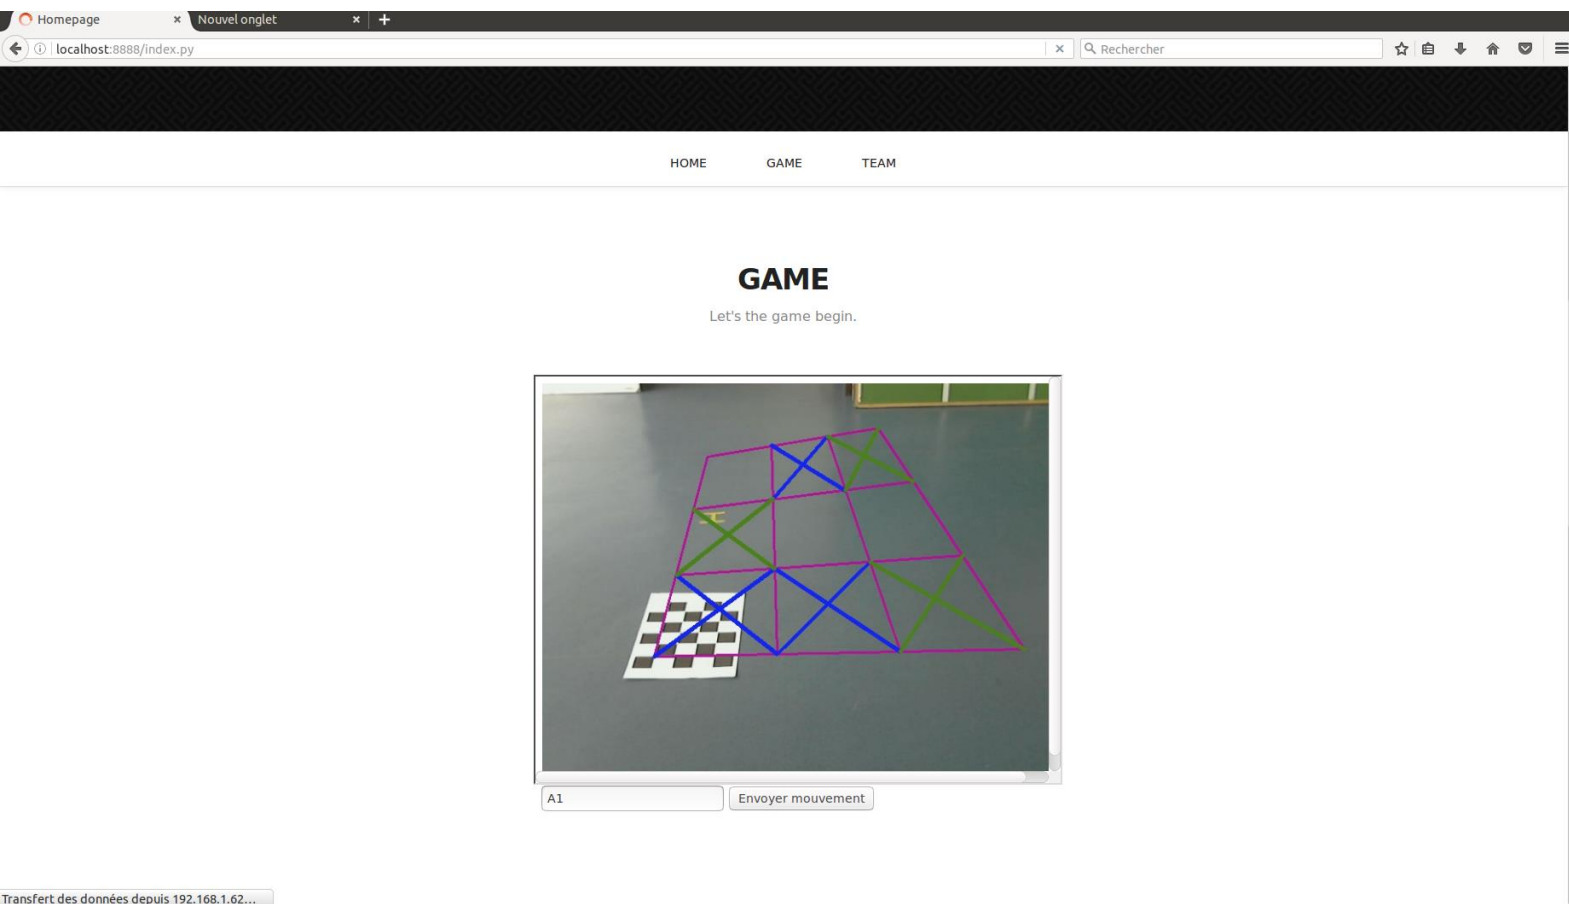 Homepage
Nouvel onglet
localhost:8888/index.py
Rechercher
HOME GAME TEAM
GAME
Let's the game begin.
A1
Envoyer mouvement
Transfert des données depuis 192.168.1.62...